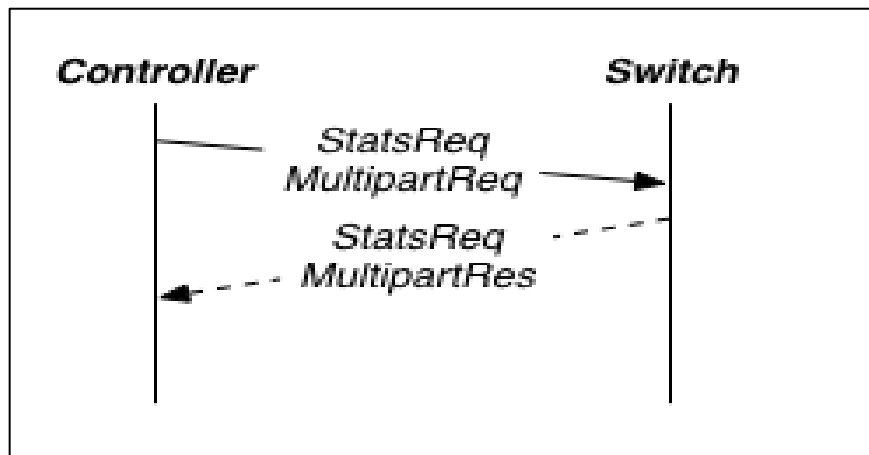 Controller
Switch
StatsReq
MultipartReq
StatsReq
MultipartRes